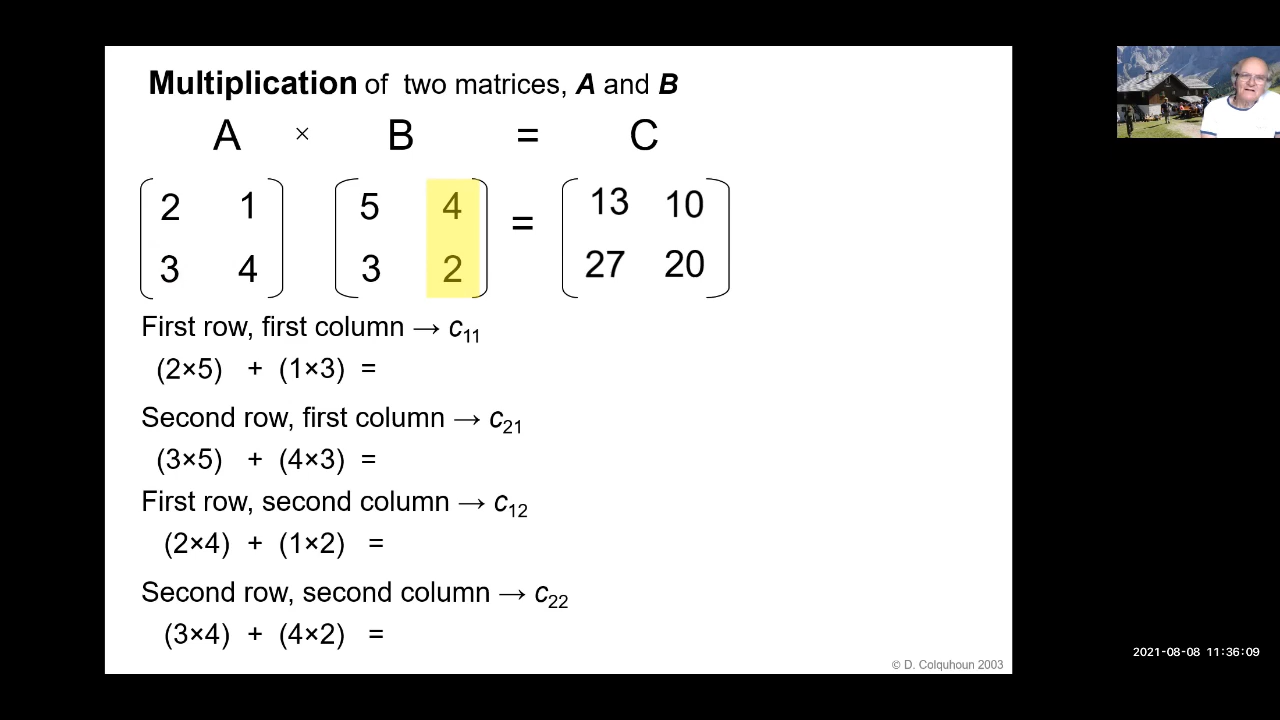 Multiplication of two matrices, A and B
A × B = C
2 1 5 4 = 13 10
3 4 3 2 27 20
First row, first column → c11
(2×5) + (1×3) =
Second row, first column → c21
(3×5) + (4×3) =
First row, second column → c12
(2×4) + (1×2) =
Second row, second column → c22
(3×4) + (4×2) =
© D. Colquhoun 2003
2021-08-08 11:36:09